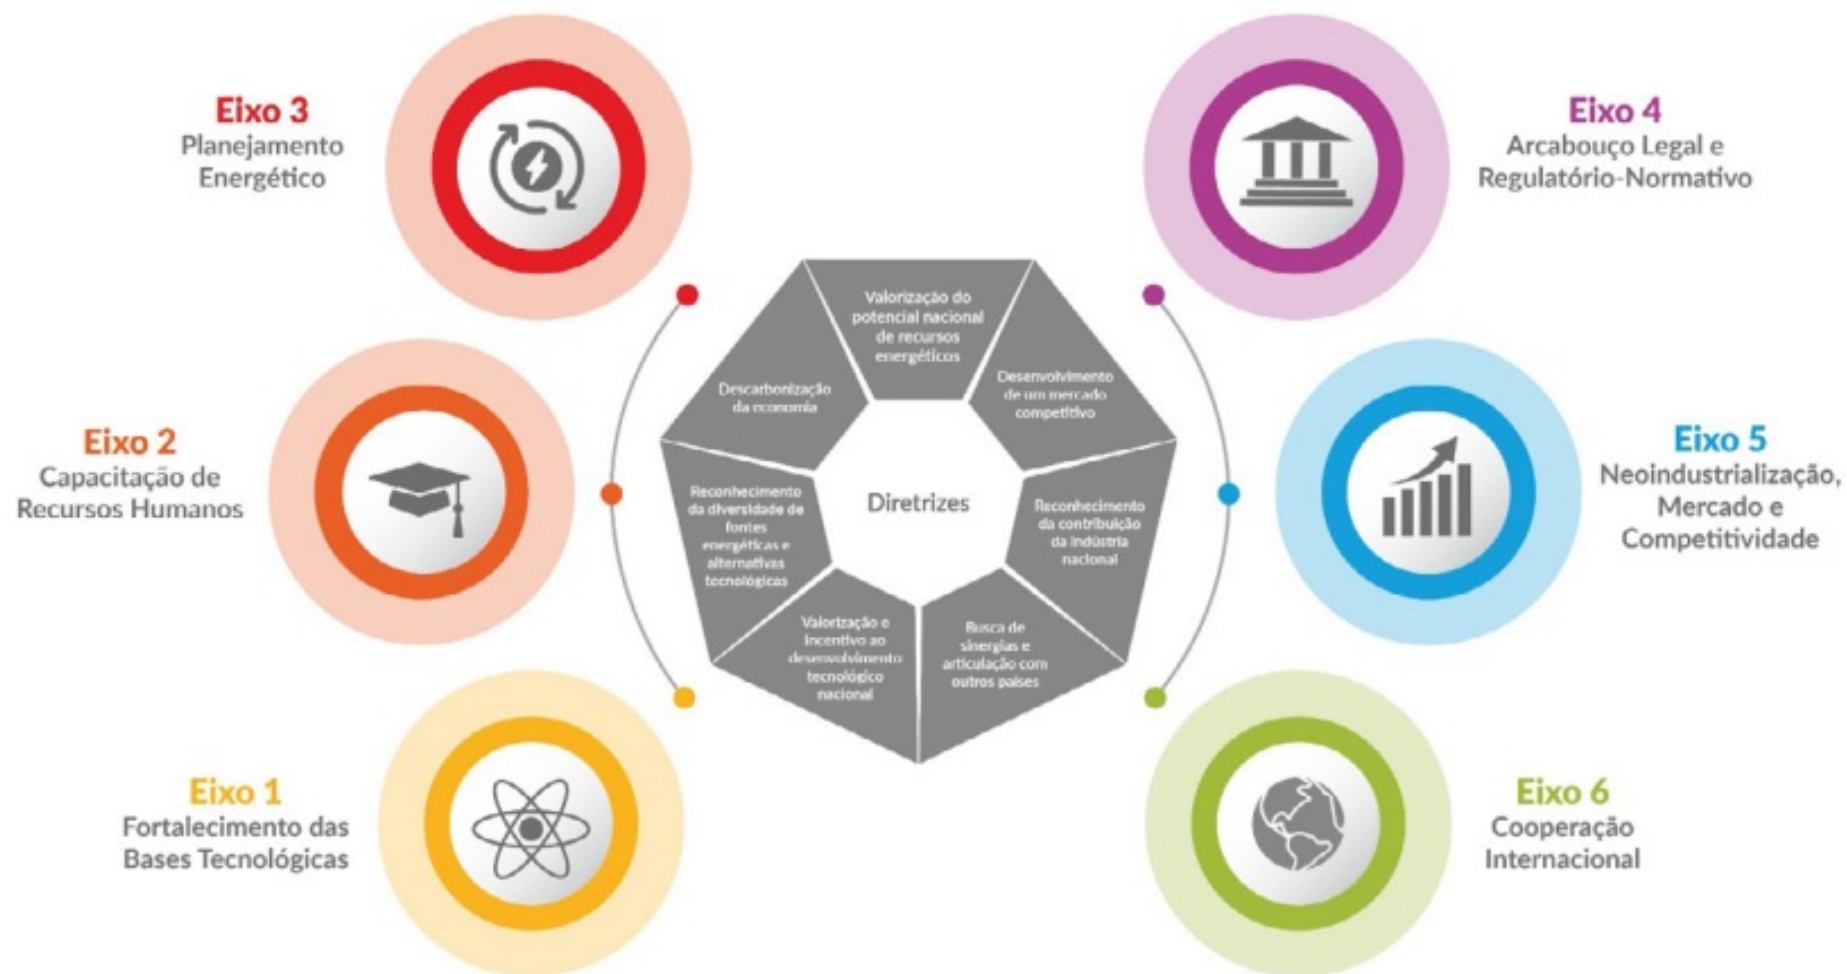 Eixo 3
Planejamento
Energético
Eixo 4
Arcabouço Legal e
Regulatório-Normativo
Eixo 2
Capacitação de
Recursos Humanos
Eixo 5
Neoindustrialização,
Mercado e
Competitividade
Eixo 1
Fortalecimento das
Bases Tecnológicas
Eixo 6
Cooperação
Internacional
Diretrizes
Valorização do
potencial nacional
de recursos
energéticos
Desenvolvimento
de um mercado
competitivo
Reconhecimento
da contribuição
da indústria
nacional
Busca de
sinergias e
articulação com
outros países
Valorização e
incentivo ao
desenvolvimento
tecnológico
nacional
Reconhecimento
da diversidade de
fontes
energéticas e
alternativas
tecnológicas
Descarbonização
da economia